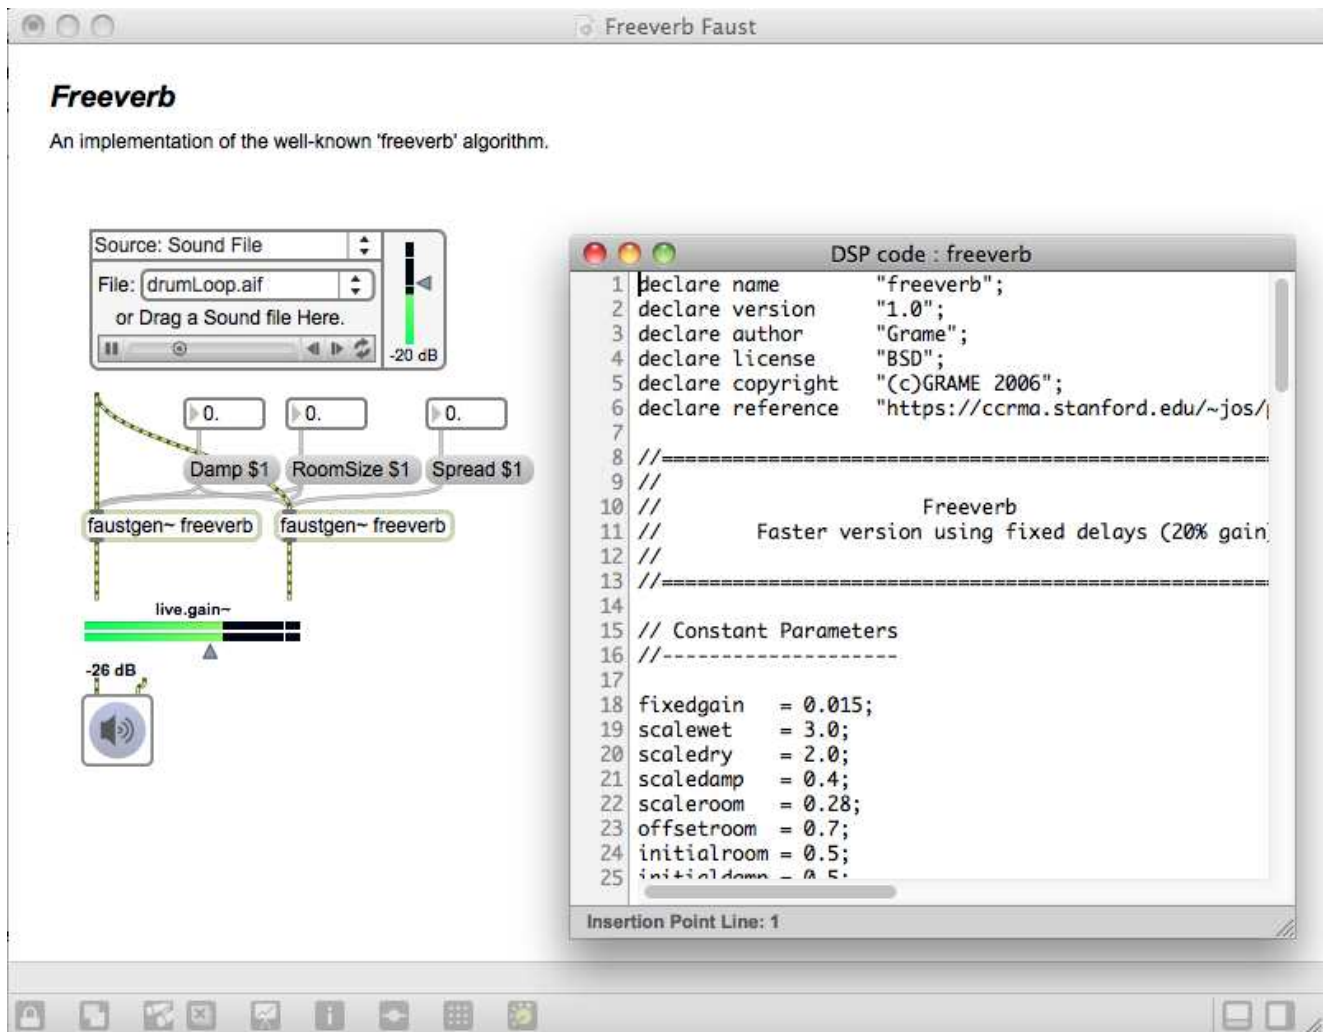 Freeverb Faust
Freeverb
An implementation of the well-known 'freeverb' algorithm.
Source: Sound File
File: drumLoop.aif
or Drag a Sound file Here.
-20 dB
0. 0. 0.
Damp $1 RoomSize $1 Spread $1
faustgen~ freeverb faustgen~ freeverb
live.gain~
-26 dB
DSP code : freeverb
1 declare name "freeverb";
2 declare version "1.0";
3 declare author "Grame";
4 declare license "BSD";
5 declare copyright "(c)GRAME 2006";
6 declare reference "https://ccrma.stanford.edu/~jos/
7
8 //======================================================
9 //
10 // Freeverb
11 // Faster version using fixed delays (20% gain)
12 //
13 //======================================================
14
15 // Constant Parameters
16 //--------------------
17
18 fixedgain = 0.015;
19 scalewet = 3.0;
20 scaledry = 2.0;
21 scaledamp = 0.4;
22 scaleroom = 0.28;
23 offsetroom = 0.7;
24 initialroom = 0.5;
25 initialdamp = 0.5;
Insertion Point Line: 1